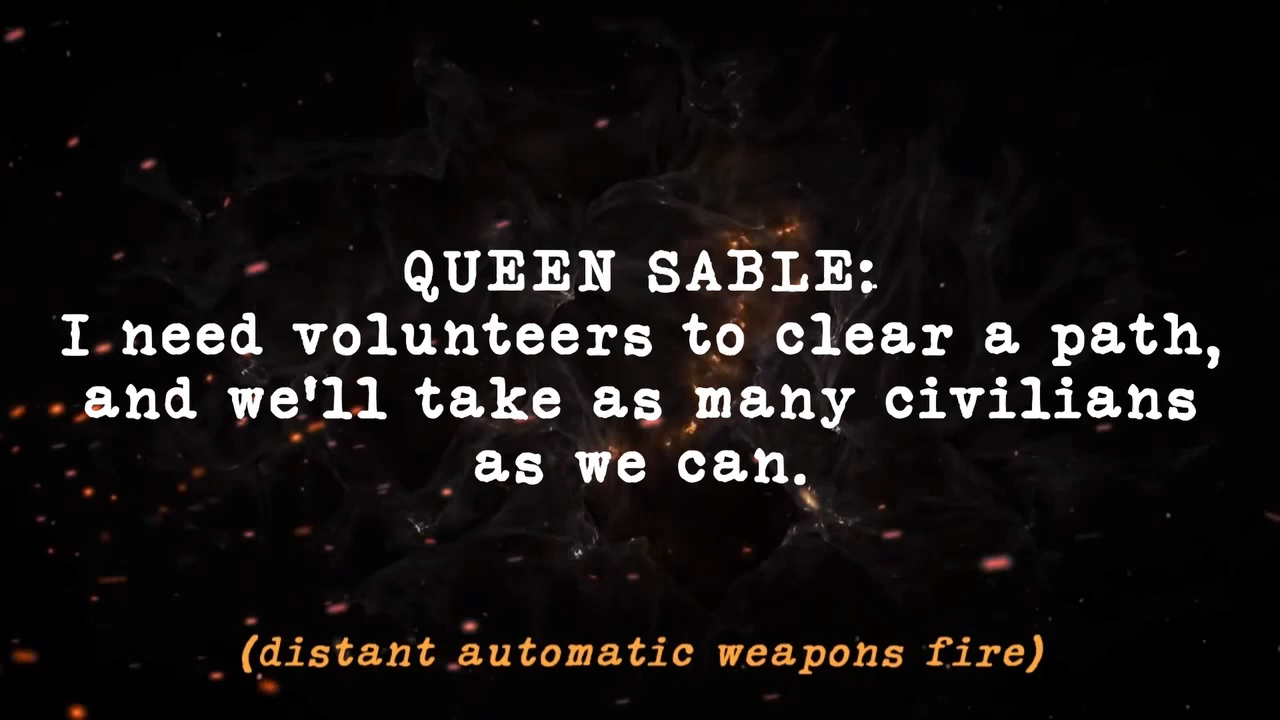 QUEEN SABLE:
I need volunteers to clear a path,
and we'll take as many civilians
as we can.
(distant automatic weapons fire)